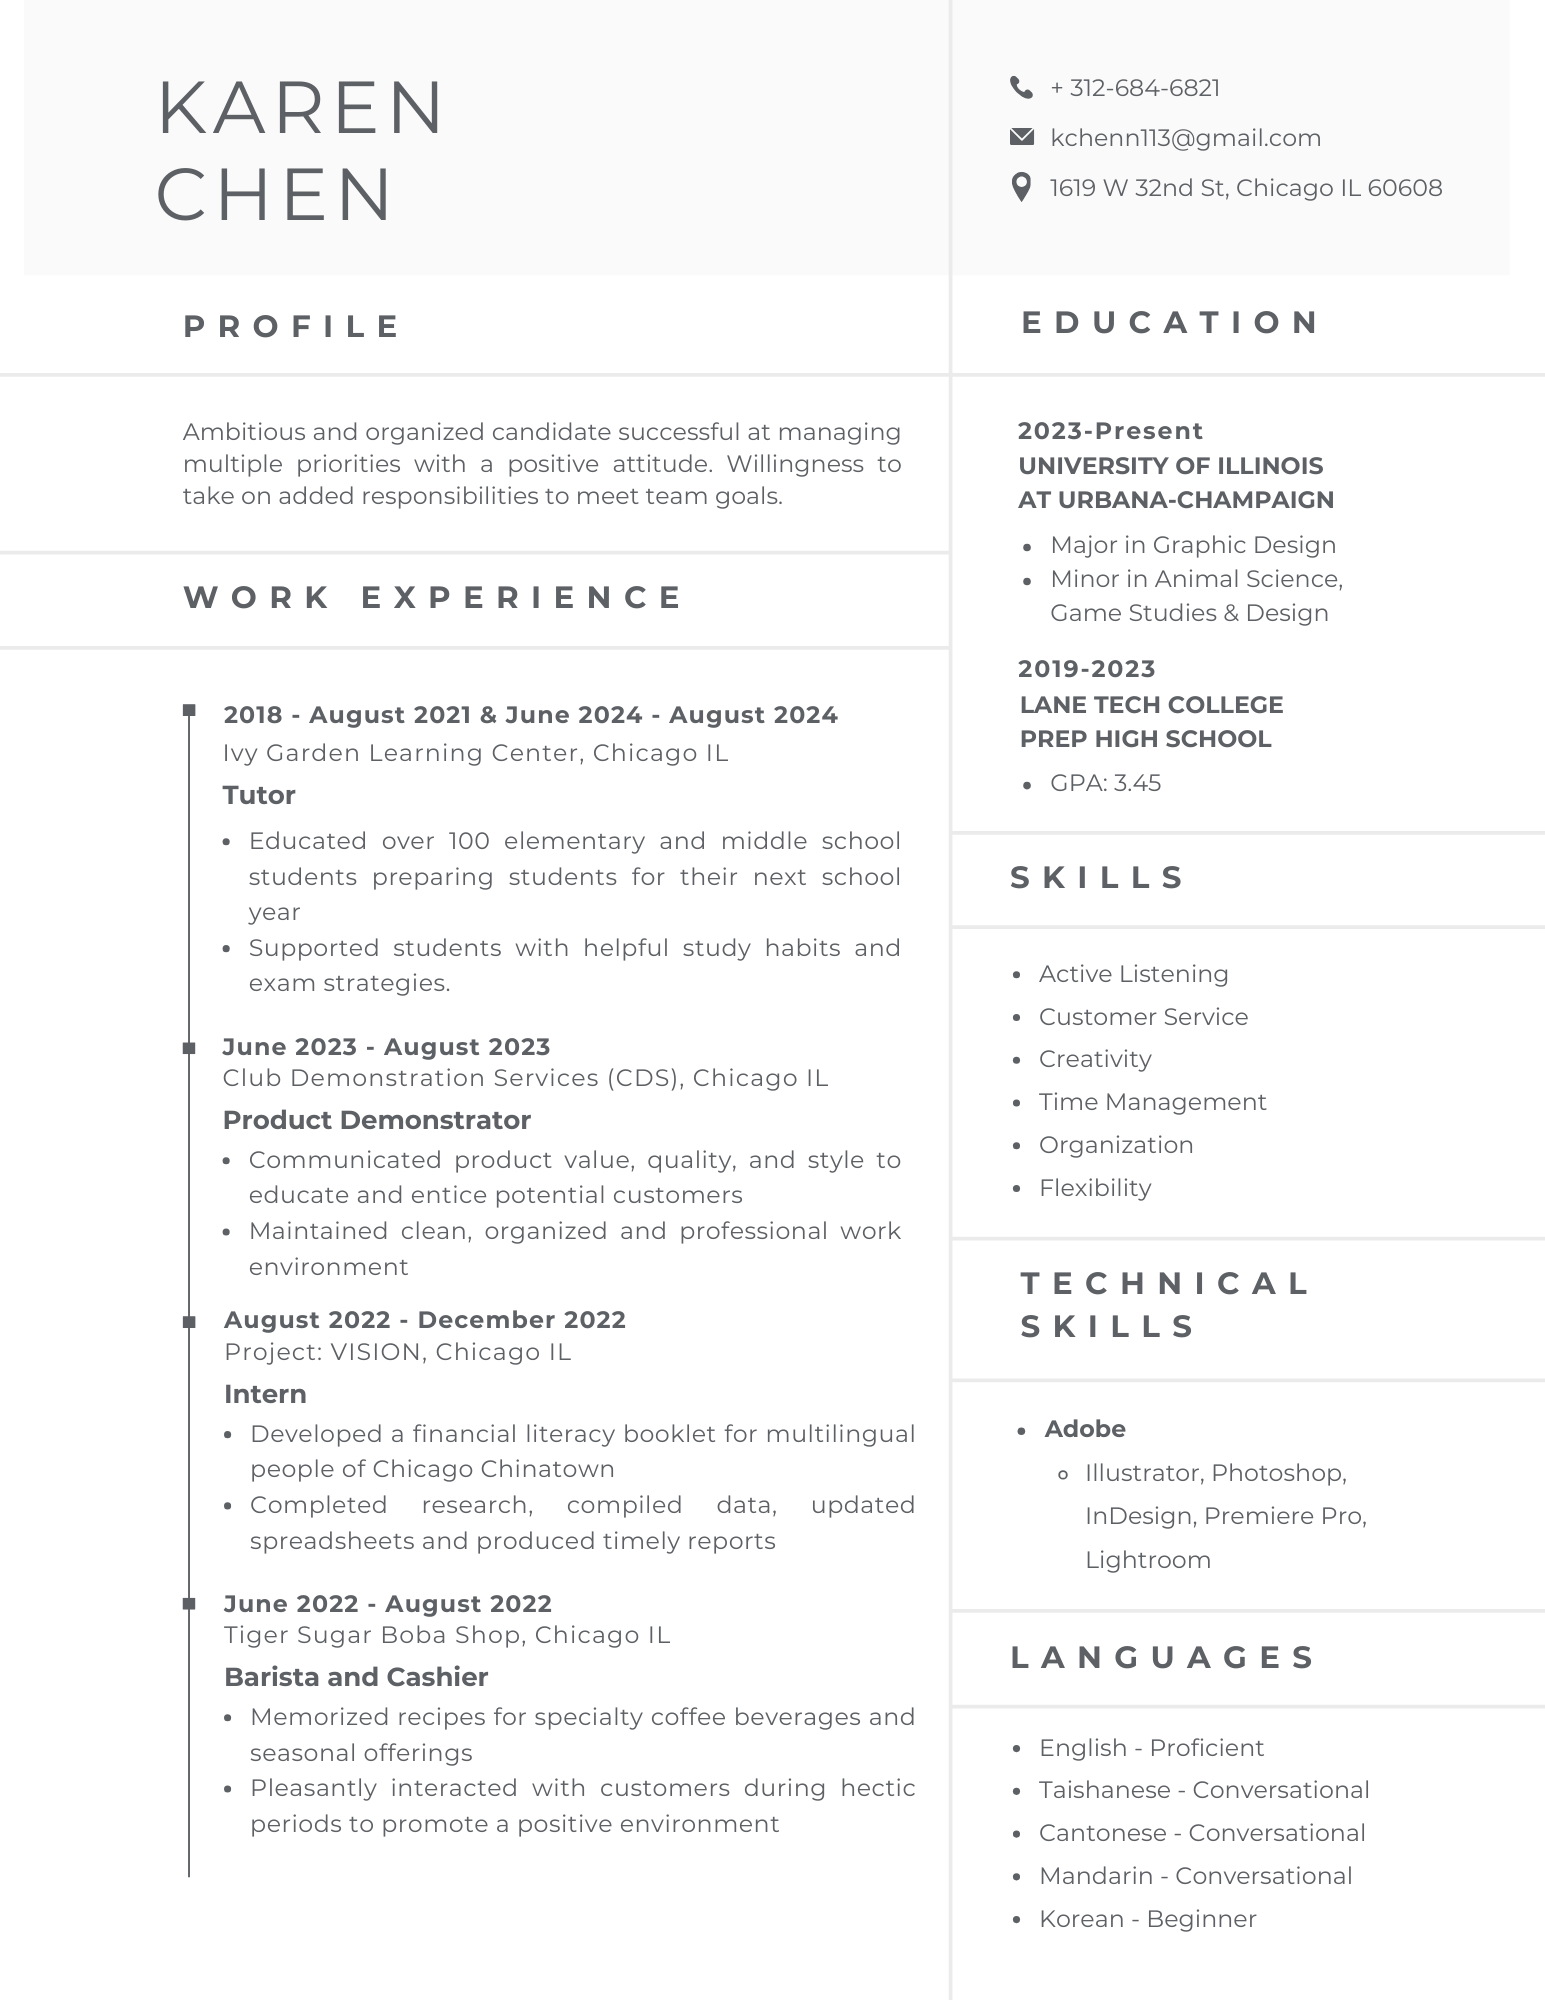 KAREN
CHEN
+ 312-684-6821
kchenn113@gmail.com
1619 W 32nd St, Chicago IL 60608
PROFILE
Ambitious and organized candidate successful at managing
multiple priorities with a positive attitude. Willingness to
take on added responsibilities to meet team goals.
WORK EXPERIENCE
2018 - August 2021 & June 2024 - August 2024
Ivy Garden Learning Center, Chicago IL
Tutor
• Educated over 100 elementary and middle school
students preparing students for their next school
year
• Supported students with helpful study habits and
exam strategies.
June 2023 - August 2023
Club Demonstration Services (CDS), Chicago IL
Product Demonstrator
• Communicated product value, quality, and style to
educate and entice potential customers
• Maintained clean, organized and professional work
environment
August 2022 - December 2022
Project: VISION, Chicago IL
Intern
• Developed a financial literacy booklet for multilingual
people of Chicago Chinatown
• Completed research, compiled data, updated
spreadsheets and produced timely reports
June 2022 - August 2022
Tiger Sugar Boba Shop, Chicago IL
Barista and Cashier
• Memorized recipes for specialty coffee beverages and
seasonal offerings
• Pleasantly interacted with customers during hectic
periods to promote a positive environment
EDUCATION
2023-Present
UNIVERSITY OF ILLINOIS
AT URBANA-CHAMPAIGN
• Major in Graphic Design
• Minor in Animal Science,
Game Studies & Design
2019-2023
LANE TECH COLLEGE
PREP HIGH SCHOOL
• GPA: 3.45
SKILLS
• Active Listening
• Customer Service
• Creativity
• Time Management
• Organization
• Flexibility
TECHNICAL
SKILLS
• Adobe
○ Illustrator, Photoshop,
InDesign, Premiere Pro,
Lightroom
LANGUAGES
• English - Proficient
• Taishanese - Conversational
• Cantonese - Conversational
• Mandarin - Conversational
• Korean - Beginner